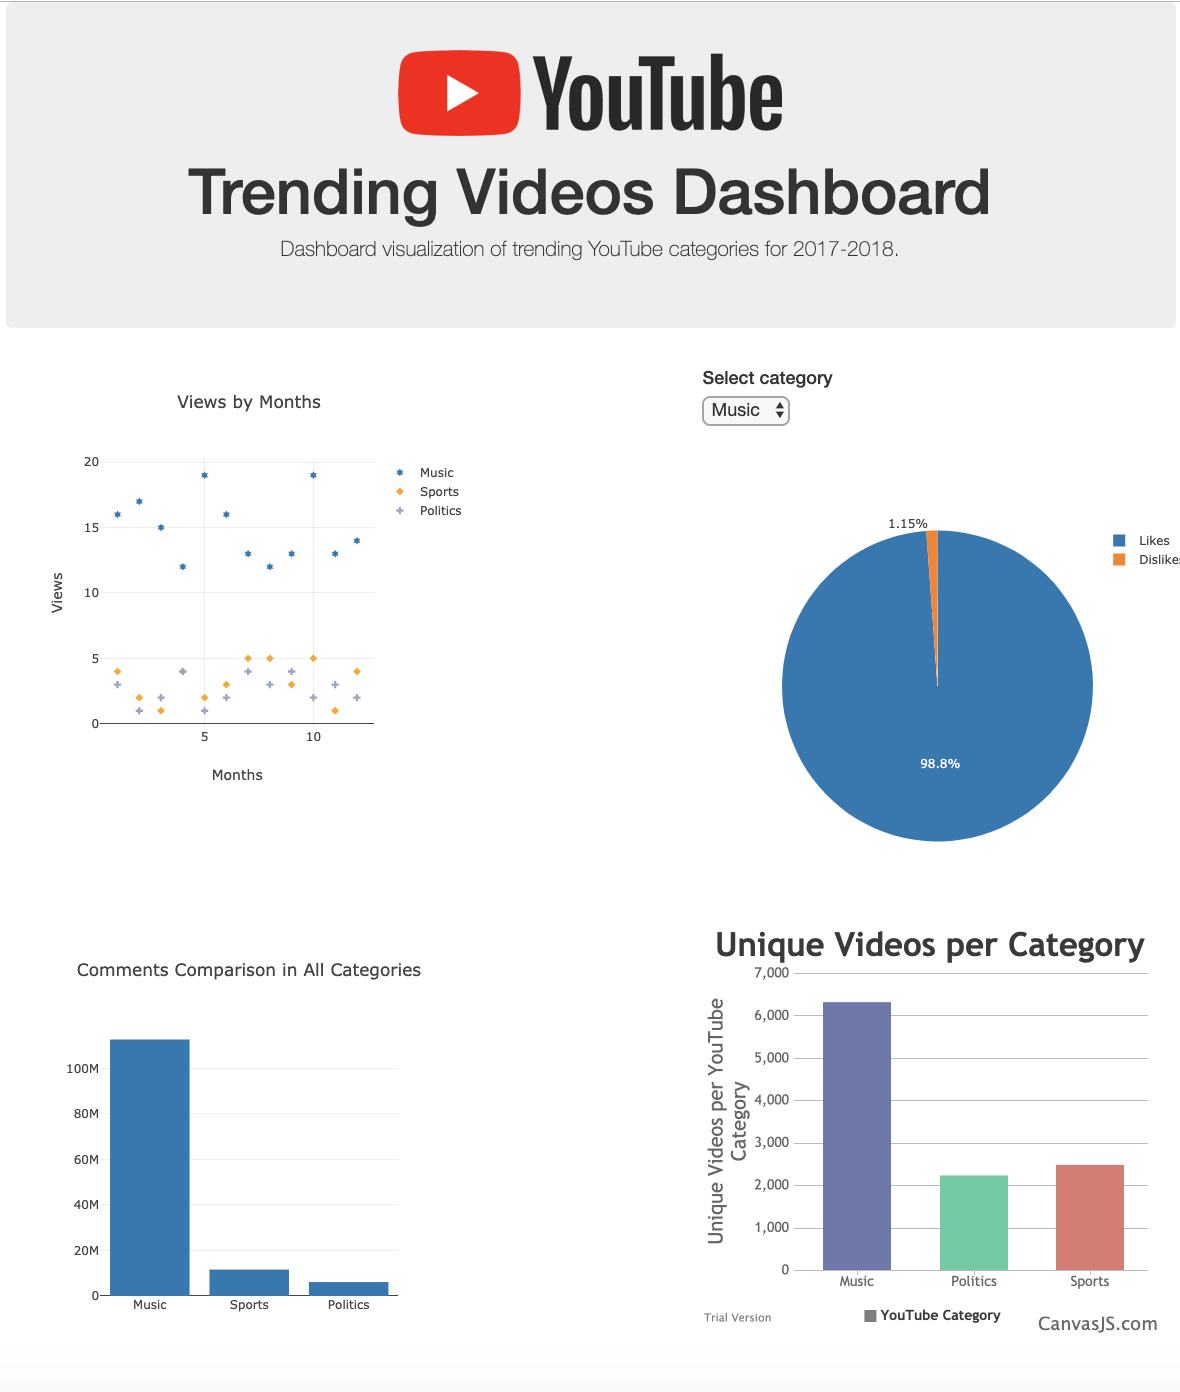 YouTube
Trending Videos Dashboard
Dashboard visualization of trending YouTube categories for 2017-2018.
Views by Months
20
15
10
5
0
Views
5
10
Months
Music
Sports
Politics
Select category
Music
1.15%
98.8%
Likes
Dislikes
Comments Comparison in All Categories
100M
80M
60M
40M
20M
0
Music
Sports
Politics
Unique Videos per Category
Unique Videos per YouTube
Category
7,000
6,000
5,000
4,000
3,000
2,000
1,000
0
Music
Politics
Sports
YouTube Category
Trial Version
CanvasJS.com